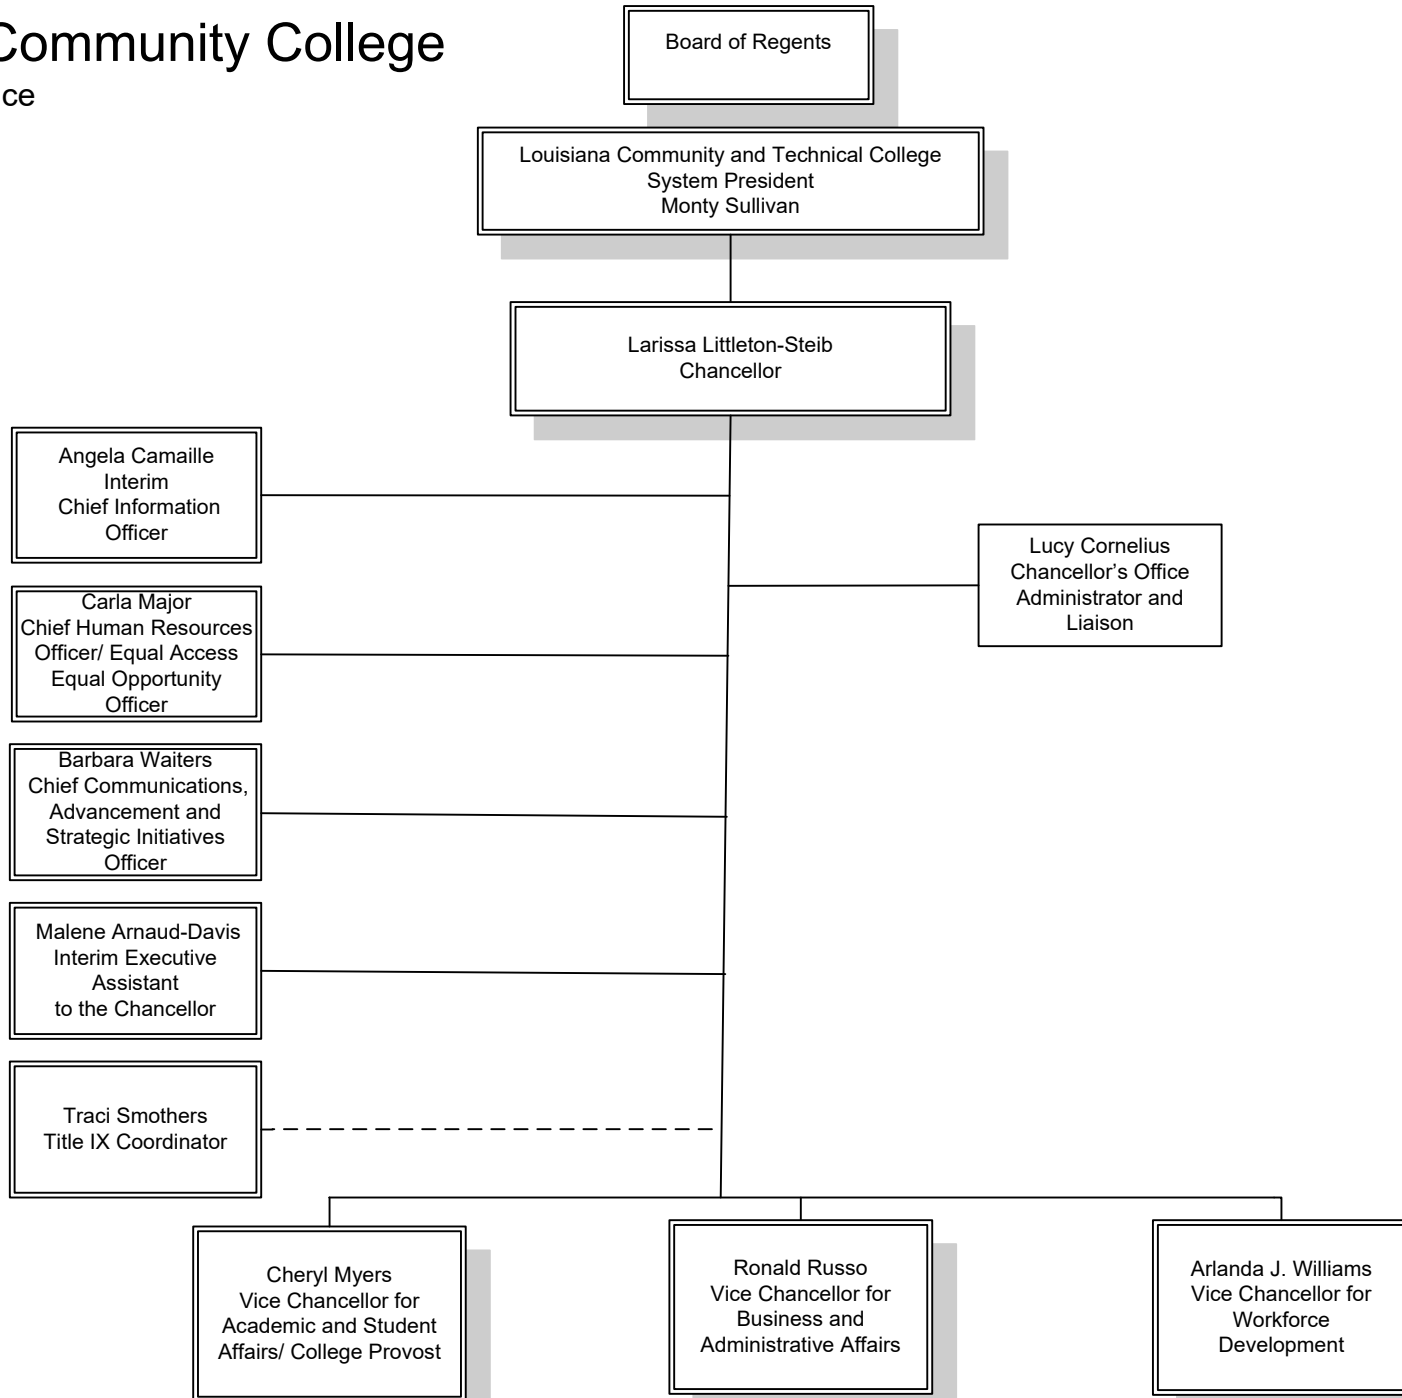 Community College
ce
Board of Regents
Louisiana Community and Technical College
System President
Monty Sullivan
Larissa Littleton-Steib
Chancellor
Angela Camaille
Interim
Chief Information
Officer
Lucy Cornelius
Chancellor’s Office
Administrator and
Liaison
Carla Major
Chief Human Resources
Officer/ Equal Access
Equal Opportunity
Officer
Barbara Waiters
Chief Communications,
Advancement and
Strategic Initiatives
Officer
Malene Arnaud-Davis
Interim Executive
Assistant
to the Chancellor
Traci Smothers
Title IX Coordinator
Cheryl Myers
Vice Chancellor for
Academic and Student
Affairs/ College Provost
Ronald Russo
Vice Chancellor for
Business and
Administrative Affairs
Arlanda J. Williams
Vice Chancellor for
Workforce
Development